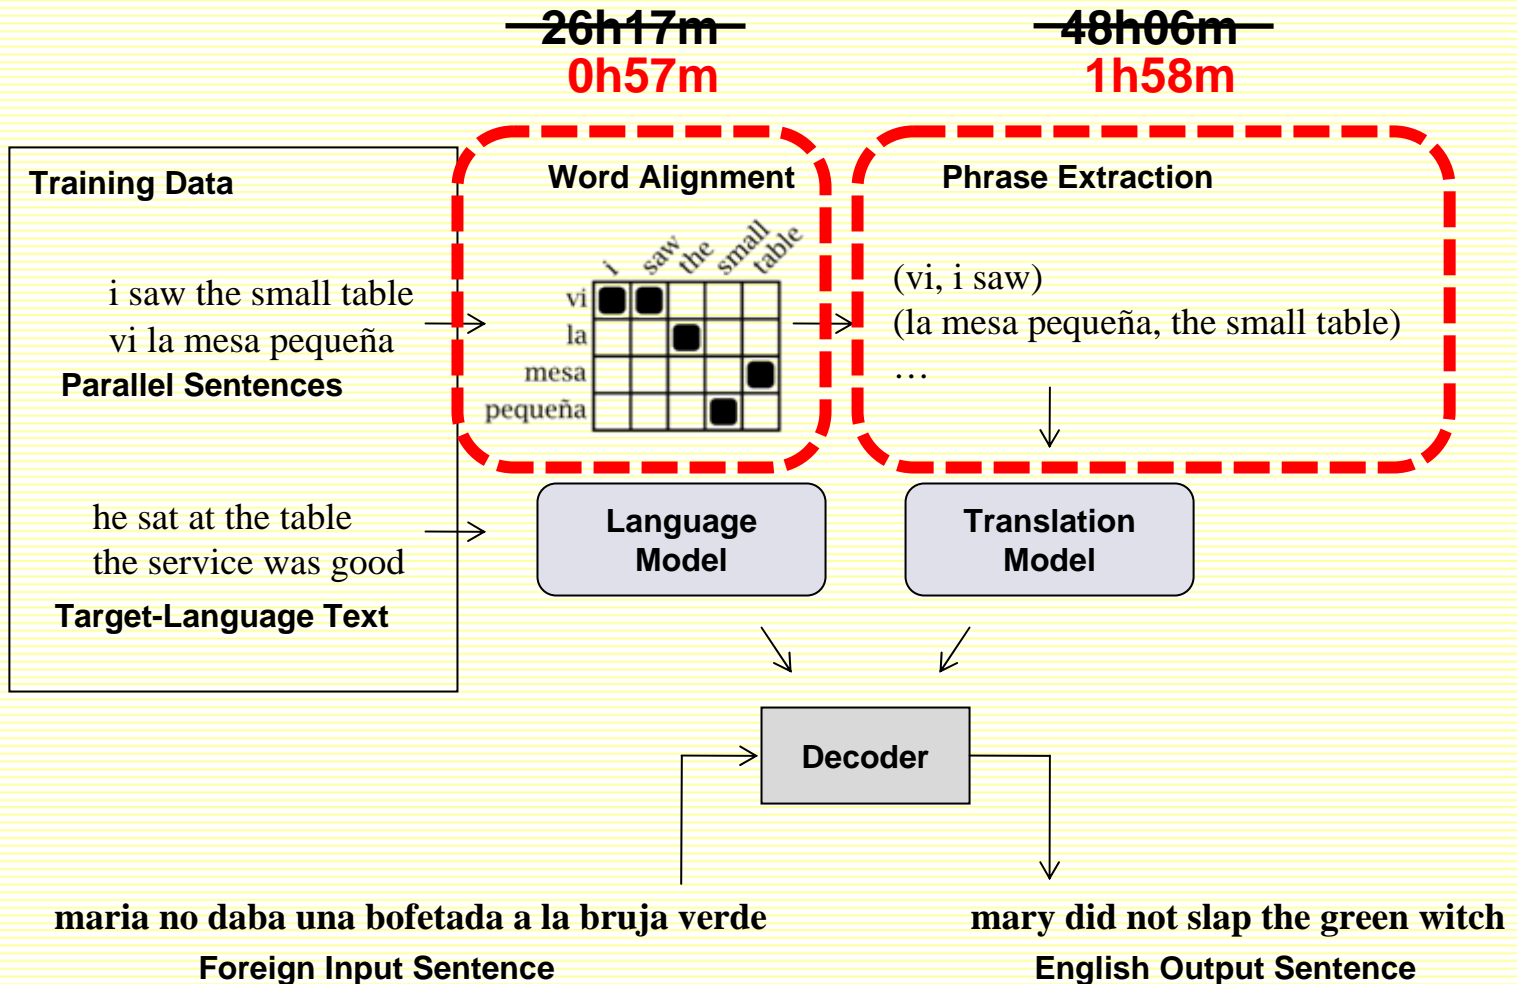 26h17m
0h57m
48h06m
1h58m
Training Data
i saw the small table
vi la mesa pequeña
Parallel Sentences
he sat at the table
the service was good
Target-Language Text
Word Alignment
i saw the small table
vi
la
mesa
pequeña
Phrase Extraction
(vi, i saw)
(la mesa pequeña, the small table)
…
Language
Model
Translation
Model
Decoder
maria no daba una bofetada a la bruja verde
Foreign Input Sentence
mary did not slap the green witch
English Output Sentence